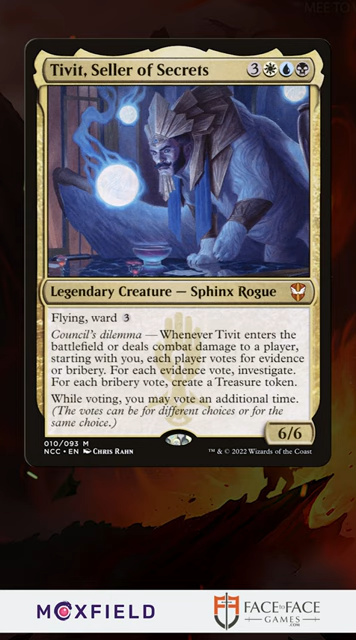 MEETO
Tivit, Seller of Secrets 3
Legendary Creature — Sphinx Rogue
Flying, ward 3
Council's dilemma — Whenever Tivit enters the
battlefield or deals combat damage to a player,
starting with you, each player votes for evidence
or bribery. For each evidence vote, investigate.
For each bribery vote, create a Treasure token.
While voting, you may vote an additional time.
(The votes can be for different choices or for the
same choice.)
6/6
010/093 M
NCC • EN Chris Rahn
™ & © 2022 Wizards of the Coast
MOXFIELD
FACE TO FACE
GAMES
.COM